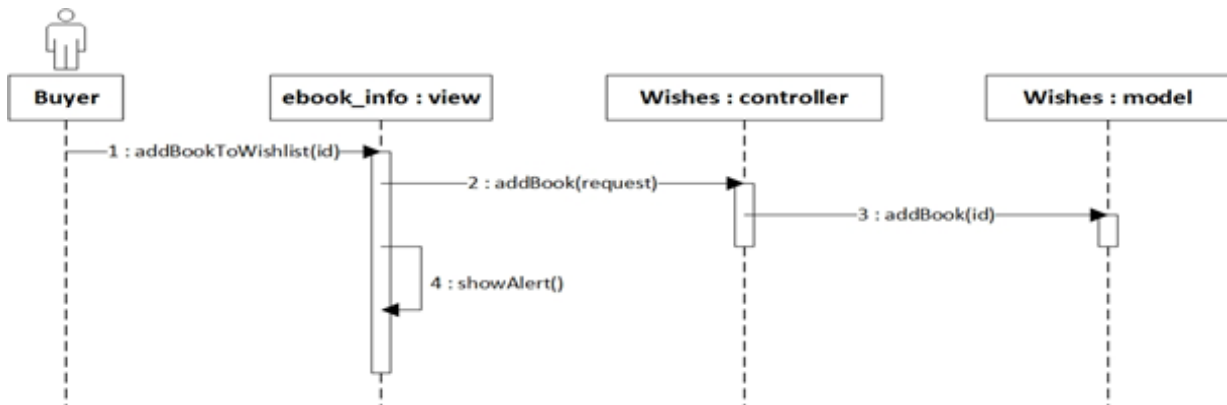 Buyer
ebook_info : view
Wishes : controller
Wishes : model
1 : addBookToWishlist(id)
2 : addBook(request)
3 : addBook(id)
4 : showAlert()